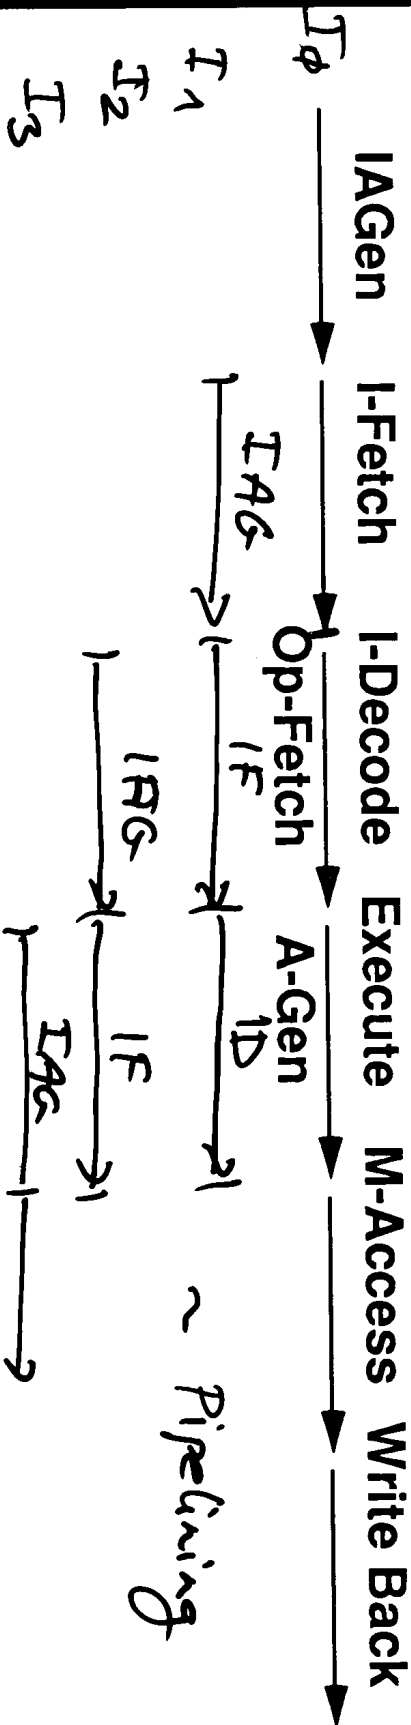 IAGen I-Fetch I-Decode Execute M-Access Write Back
Iφ Op-Fetch A-Gen
I1 IAG IF ID ~ Pipelining
I2 IAG IF
I3 IAG